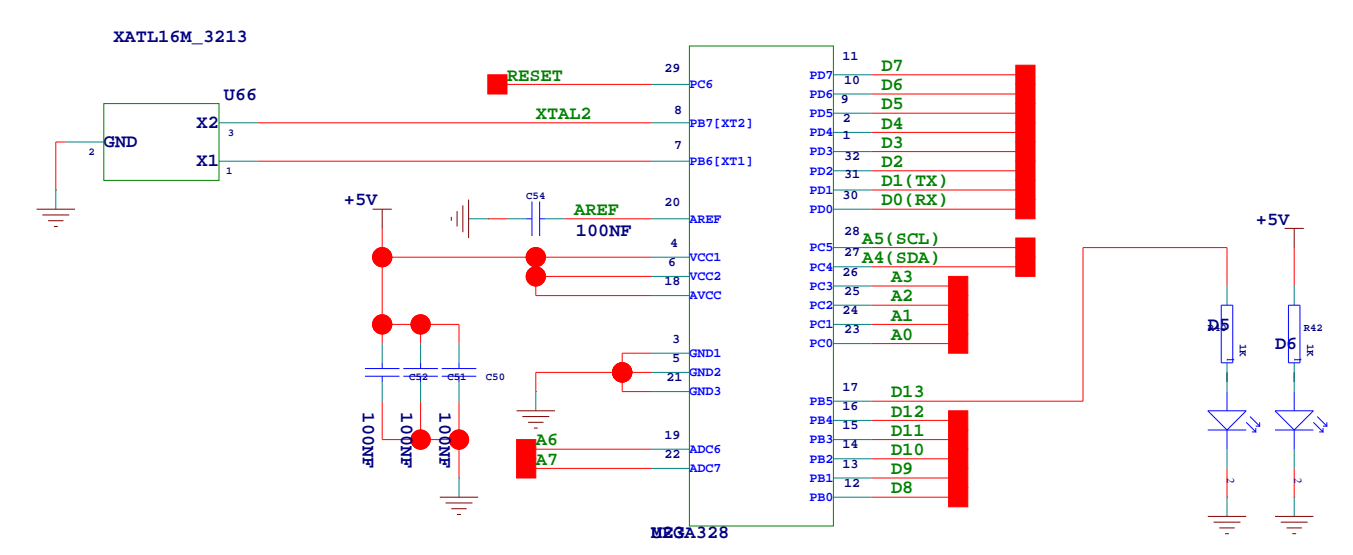 XATL16M_3213
U66
X2
3
GND
2
X1
1
RESET
29
PC6
XTAL2
8
PB7[XT2]
7
PB6[XT1]
+5V
C54
AREF
100NF
20
AREF
4
VCC1
6
VCC2
18
AVCC
3
GND1
5
GND2
21
GND3
C52
C51
C50
100NF
100NF
100NF
A6
19
ADC6
A7
22
ADC7
MEGA328
PD7
11
D7
PD6
10
D6
PD5
9
D5
PD4
2
D4
PD3
1
D3
PD2
32
D2
PD1
31
D1(TX)
PD0
30
D0(RX)
PC5
28
A5(SCL)
PC4
27
A4(SDA)
PC3
26
A3
PC2
25
A2
PC1
24
A1
PC0
23
A0
PB5
17
D13
PB4
16
D12
PB3
15
D11
PB2
14
D10
PB1
13
D9
PB0
12
D8
+5V
D5
1K
1
2
D6
R42
1K
1
2